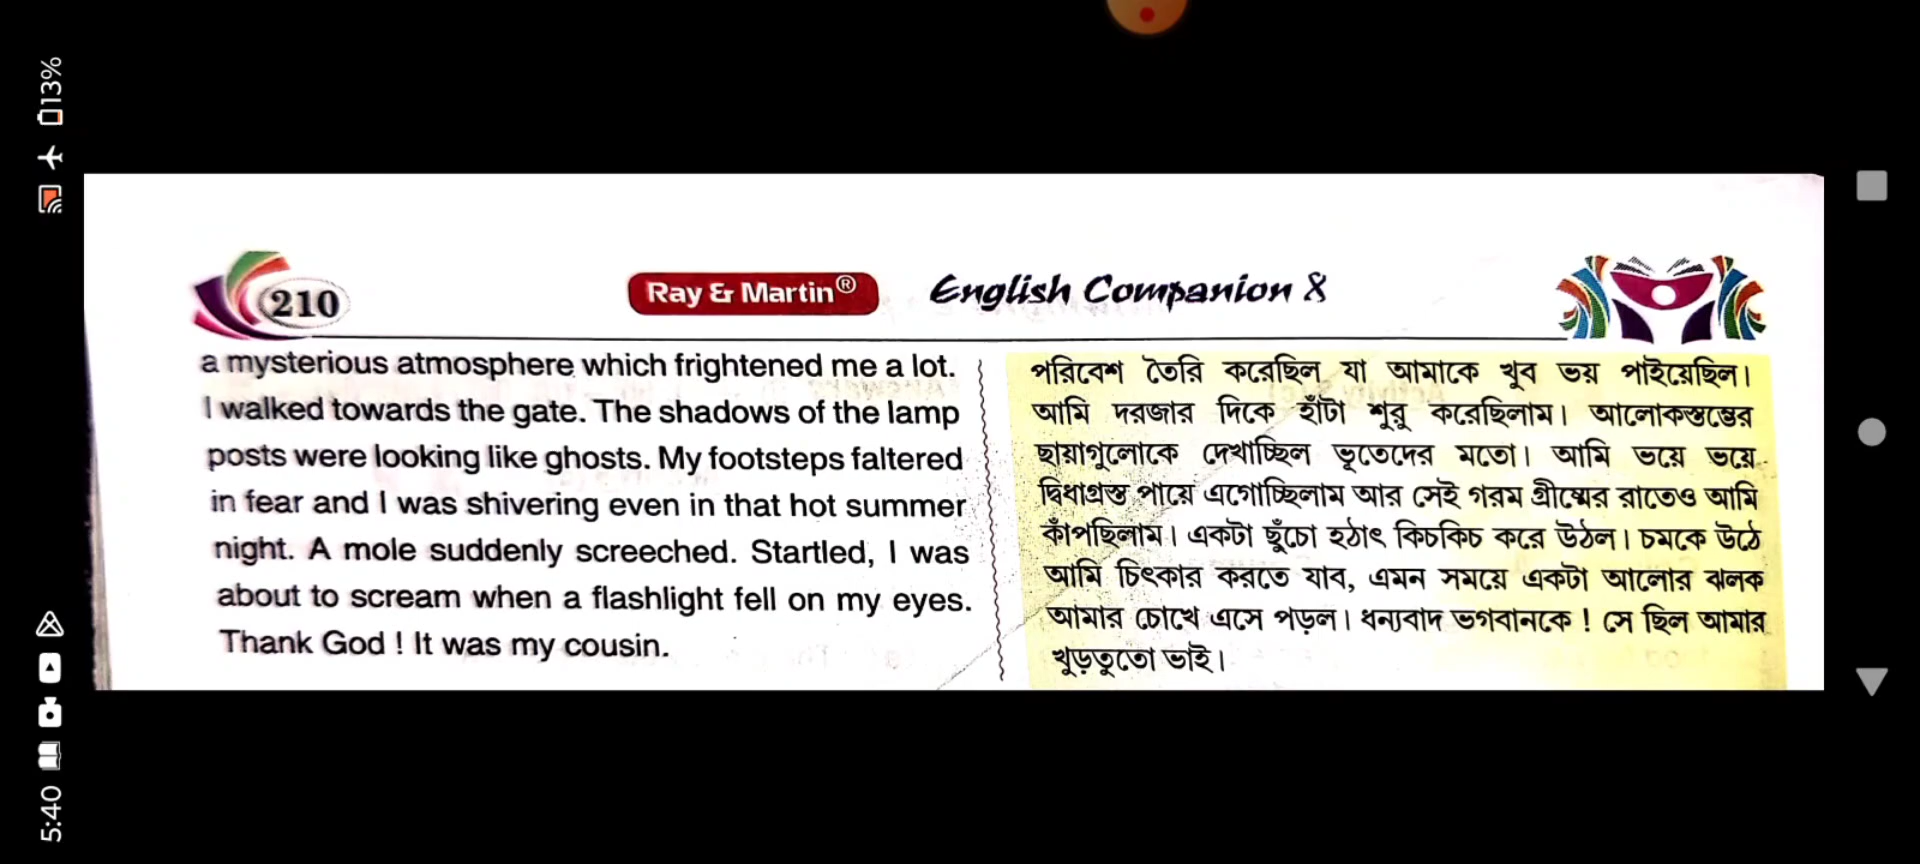 13%
5:40
210
Ray & Martin®
English Companion 8
a mysterious atmosphere which frightened me a lot.
I walked towards the gate. The shadows of the lamp
posts were looking like ghosts. My footsteps faltered
in fear and I was shivering even in that hot summer
night. A mole suddenly screeched. Startled, I was
about to scream when a flashlight fell on my eyes.
Thank God ! It was my cousin.
পরিবেশ তৈরি করেছিল যা আমাকে খুব ভয় পাইয়েছিল।
আমি দরজার দিকে হাঁটা শুরু করেছিলাম। আলোকস্তম্ভের
ছায়াগুলোকে দেখাচ্ছিল ভূতেদের মতো। আমি ভয়ে ভয়ে
দ্বিধাগ্রস্ত পায়ে এগোচ্ছিলাম আর সেই গরম গ্রীষ্মের রাতেও আমি
কাঁপছিলাম। একটা ছুঁচো হঠাৎ কিচকিচ করে উঠল। চমকে উঠে
আমি চিৎকার করতে যাব, এমন সময়ে একটা আলোর ঝলক
আমার চোখে এসে পড়ল। ধন্যবাদ ভগবানকে ! সে ছিল আমার
খুড়তুতো ভাই।